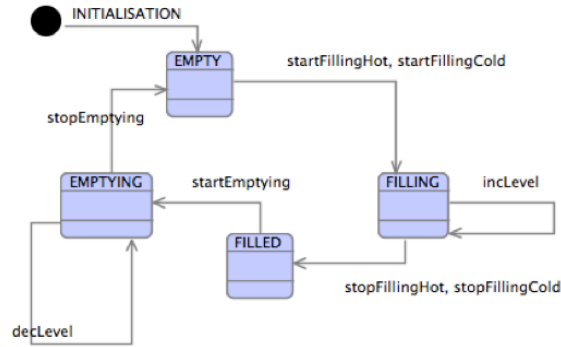 INITIALISATION
EMPTY
startFillingHot, startFillingCold
stopEmptying
EMPTYING
startEmptying
FILLING
incLevel
FILLED
stopFillingHot, stopFillingCold
decLevel